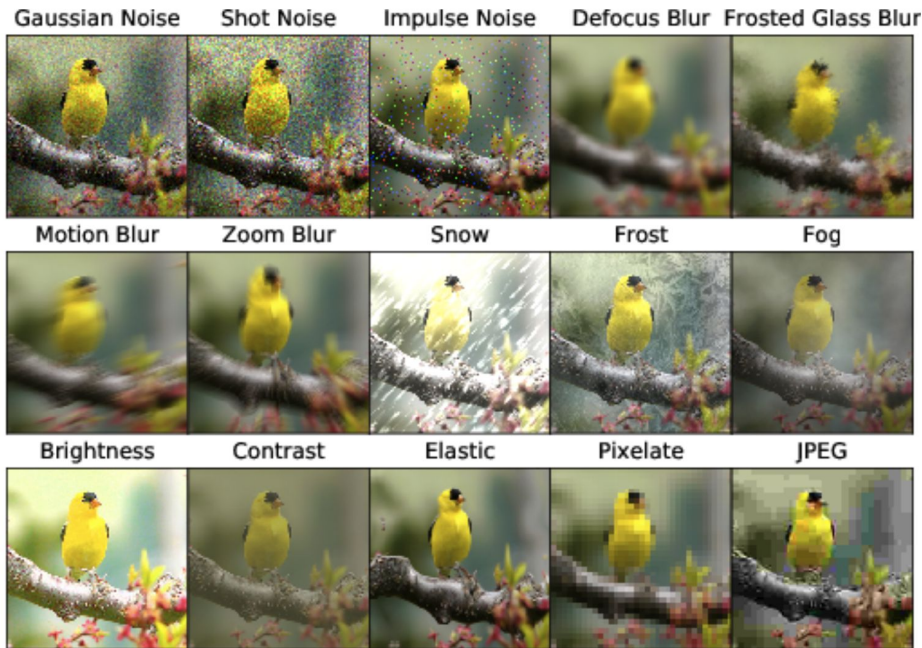 Gaussian Noise Shot Noise Impulse Noise Defocus Blur Frosted Glass Blur
Motion Blur Zoom Blur Snow Frost Fog
Brightness Contrast Elastic Pixelate JPEG